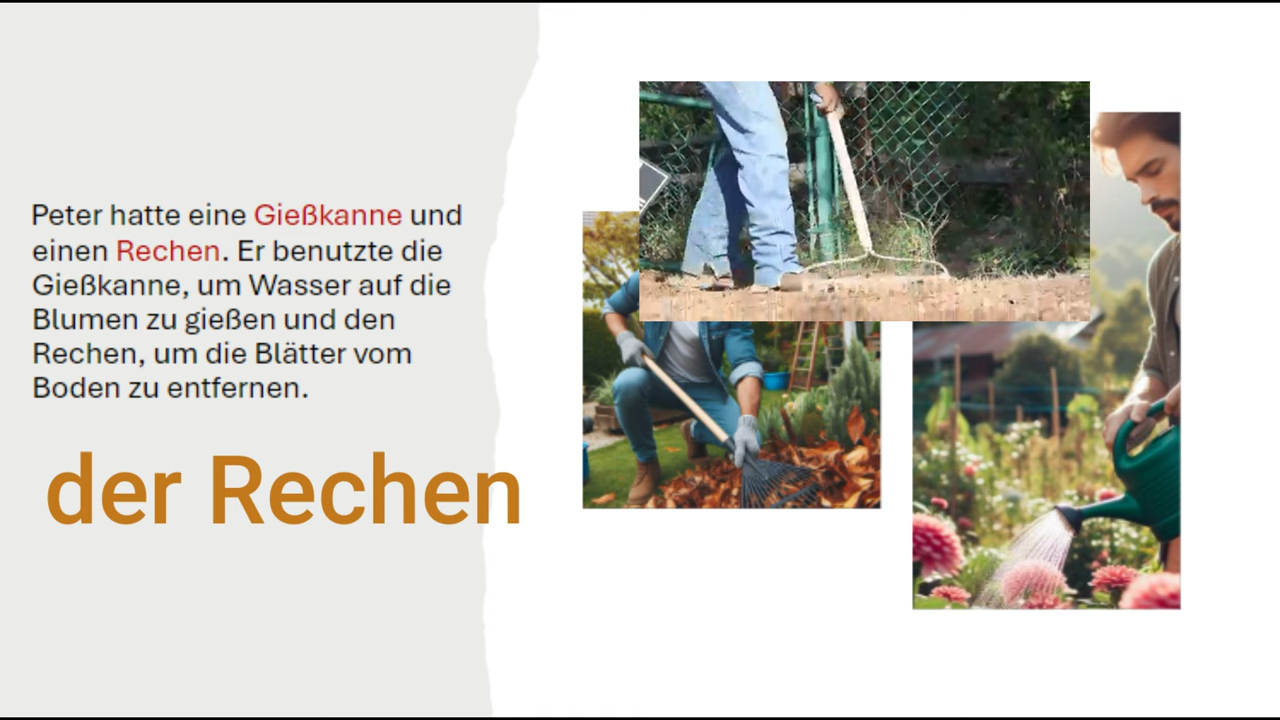 Peter hatte eine Gießkanne und
einen Rechen. Er benutzte die
Gießkanne, um Wasser auf die
Blumen zu gießen und den
Rechen, um die Blätter vom
Boden zu entfernen.
der Rechen